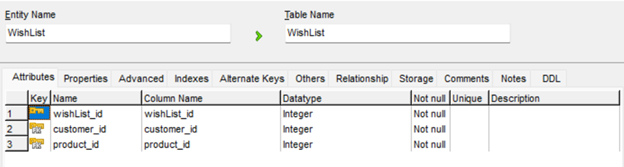 Entity Name Table Name
WishList WishList
Attributes Properties Advanced Indexes Alternate Keys Others Relationship Storage Comments Notes DDL
Key Name Column Name Datatype Not null Unique Description
1 wishList_id wishList_id Integer Not null
2 customer_id customer_id Integer Not null
3 product_id product_id Integer Not null